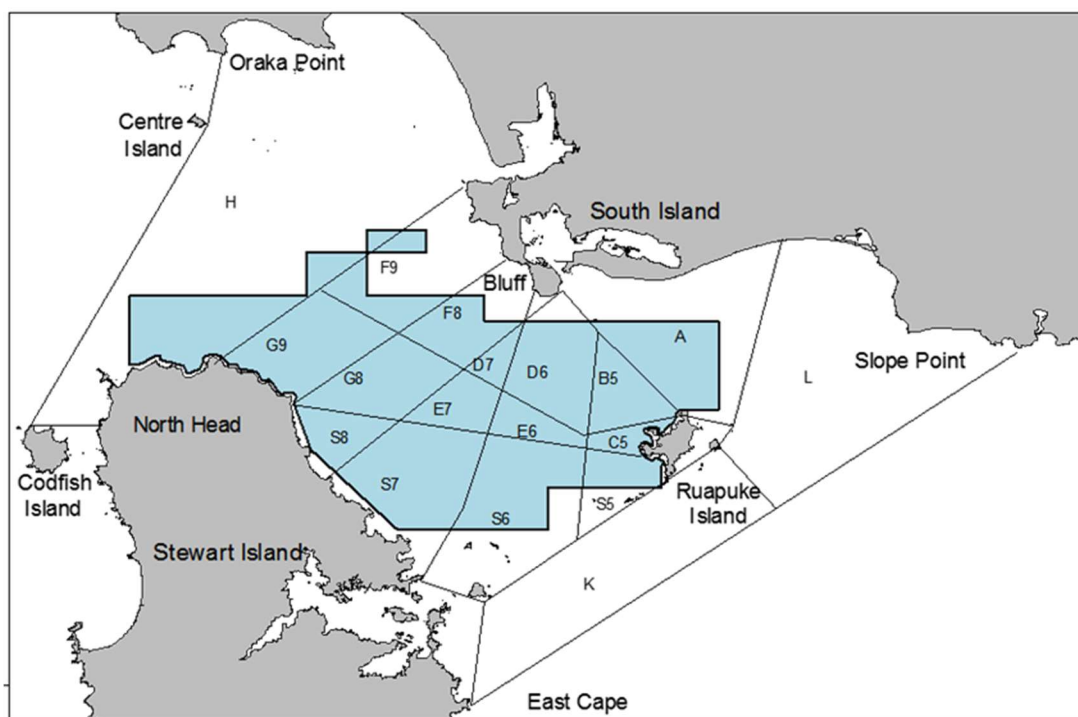 Oraka Point
Centre
Island
H
South Island
F9
Bluff
F8
A
G9
D7
D6
Slope Point
G8
B5
L
E7
North Head
E6
S8
C5
Codfish
Island
S7
Ruapuke
Island
S5
S6
Stewart Island
K
East Cape